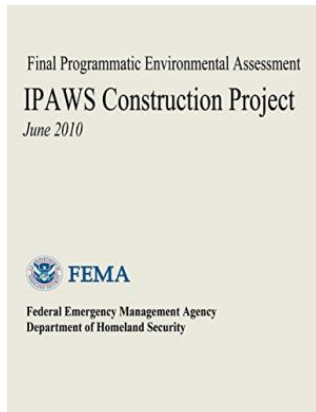 Final Programmatic Environmental Assessment
IPAWS Construction Project
June 2010
FEMA
Federal Emergency Management Agency
Department of Homeland Security